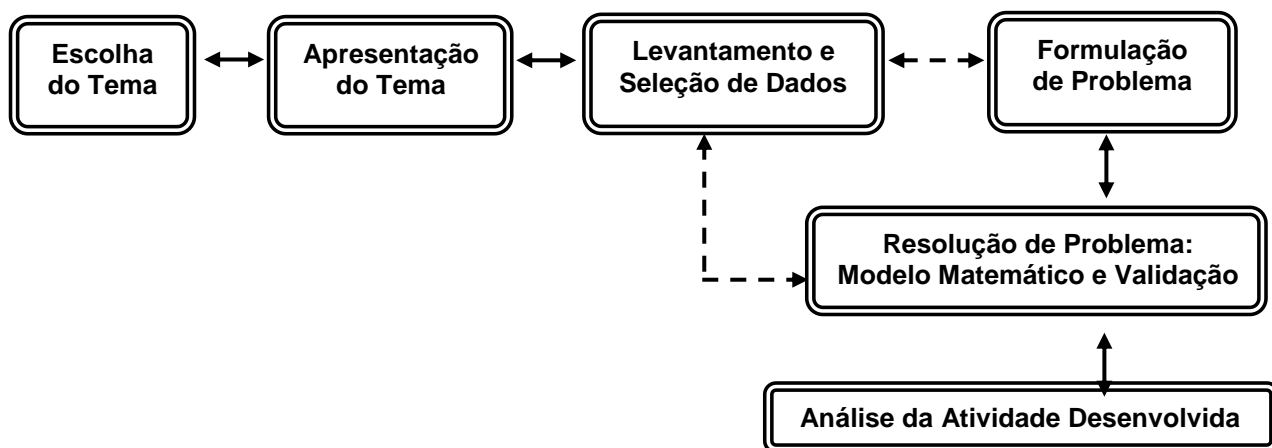 Escolha
do Tema
Apresentação
do Tema
Levantamento e
Seleção de Dados
Formulação
de Problema
Resolução de Problema:
Modelo Matemático e Validação
Análise da Atividade Desenvolvida